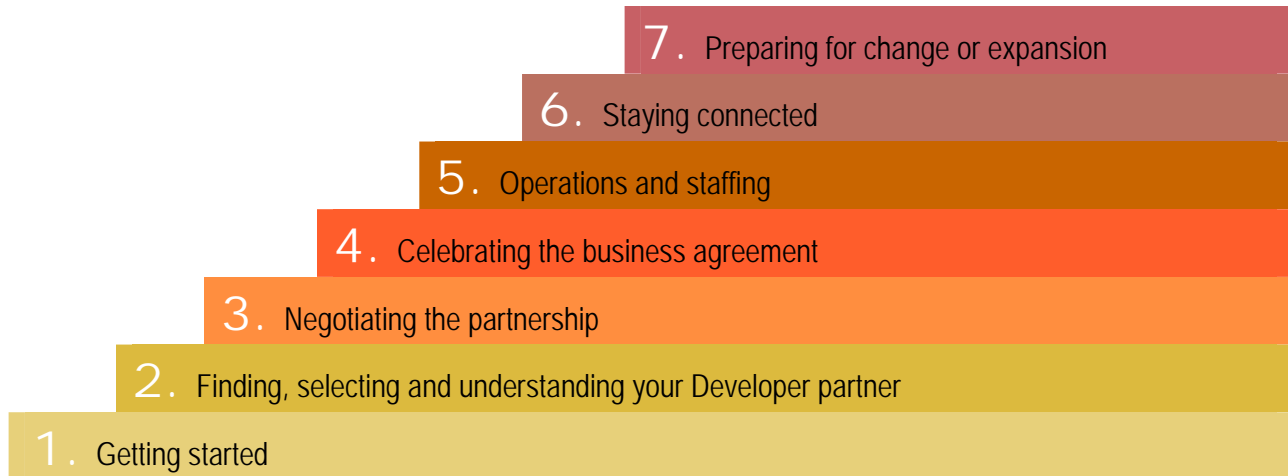 7. Preparing for change or expansion
6. Staying connected
5. Operations and staffing
4. Celebrating the business agreement
3. Negotiating the partnership
2. Finding, selecting and understanding your Developer partner
1. Getting started